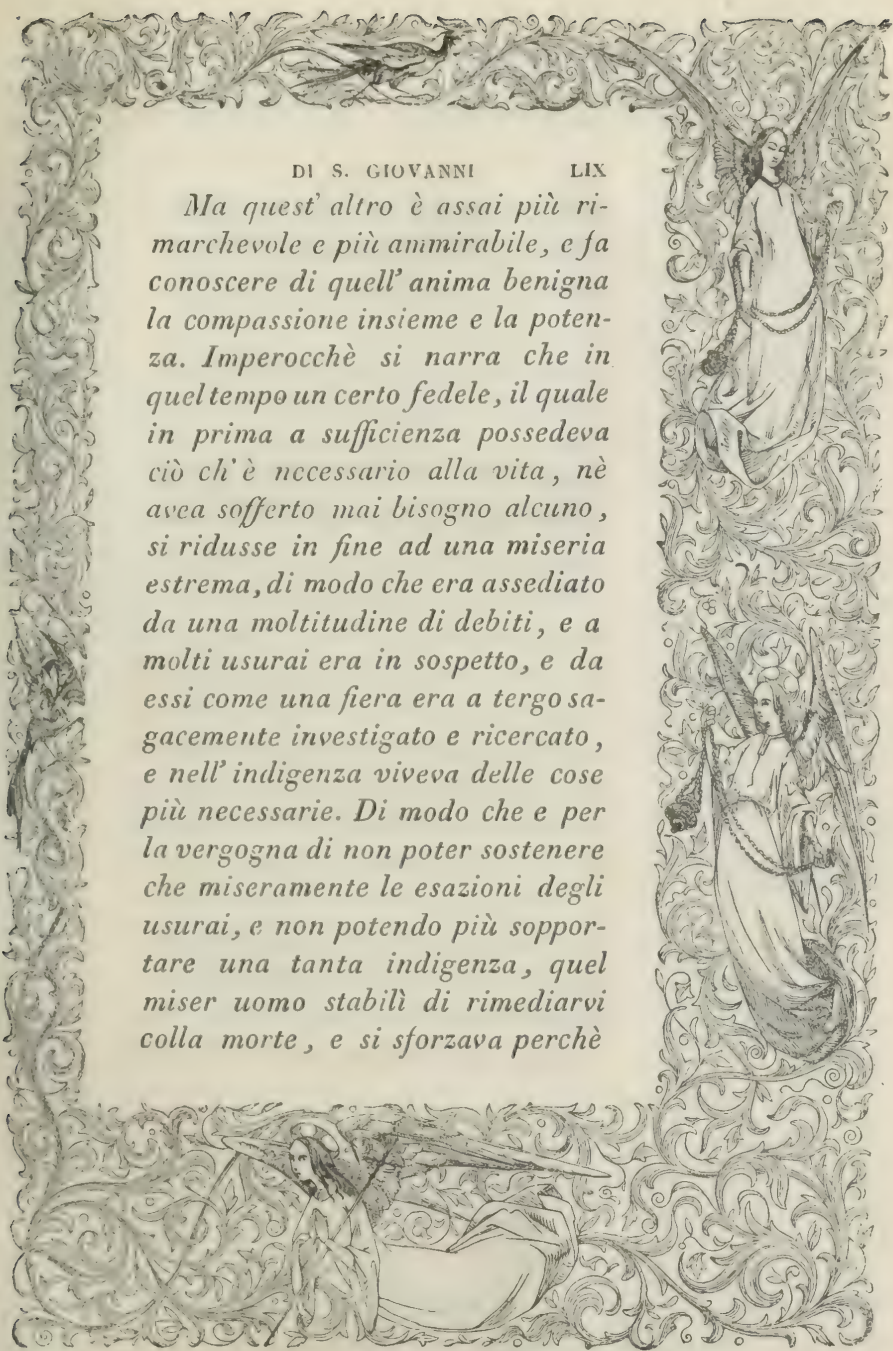 DI S. GIOVANNI LIX
Ma quest' altro è assai più ri-
marchevole e più ammirabile, e fa
conoscere di quell' anima benigna
la compassione insieme e la poten-
za. Imperocchè si narra che in
quel tempo un certo fedele, il quale
in prima a sufficienza possedeva
ciò ch' è necessario alla vita, nè
avea sofferto mai bisogno alcuno,
si ridusse in fine ad una miseria
estrema, di modo che era assediato
da una moltitudine di debiti, e a
molti usurai era in sospetto, e da
essi come una fiera era a tergo sa-
gacemente investigato e ricercato,
e nell' indigenza viveva delle cose
più necessarie. Di modo che e per
la vergogna di non poter sostenere
che miseramente le esazioni degli
usurai, e non potendo più soppor-
tare una tanta indigenza, quel
miser uomo stabilì di rimediarvi
colla morte, e si sforzava perchè